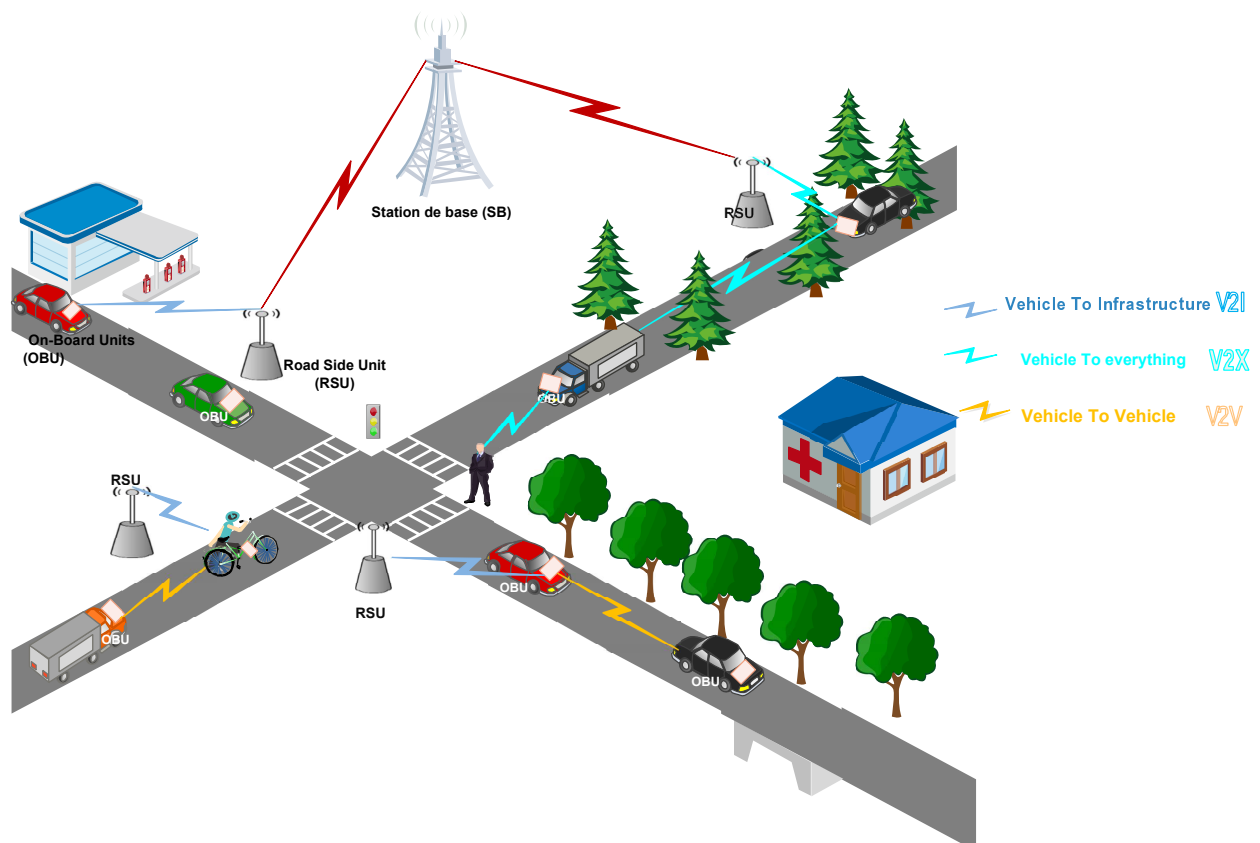 Station de base (SB)
RSU
On-Board Units
(OBU)
Road Side Unit
(RSU)
OBU
OBU
RSU
OBU
RSU
OBU
OBU
Vehicle To Infrastructure V2I
Vehicle To everything V2X
Vehicle To Vehicle V2V